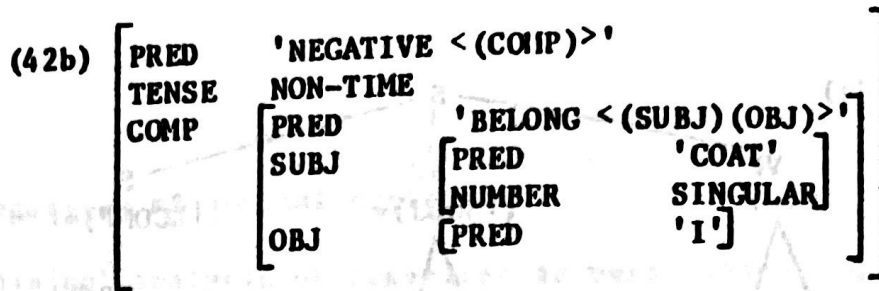 (42b) PRED 'NEGATIVE <(COMP)>'
TENSE NON-TIME
COMP [PRED 'BELONG <(SUBJ)(OBJ)>'
SUBJ [PRED 'COAT'
NUMBER SINGULAR]
OBJ [PRED 'I']